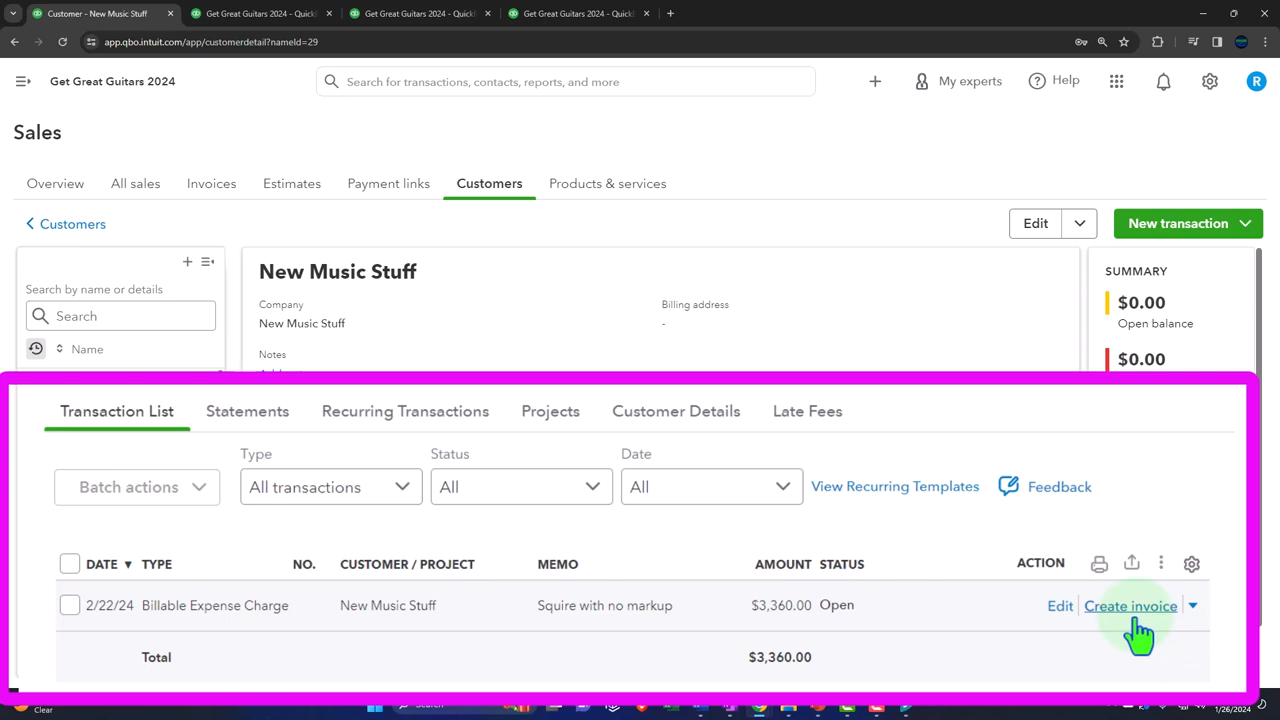 Customer - New Music Stuff
Get Great Guitars 2024 - Quick
Get Great Guitars 2024 - Quick
Get Great Guitars 2024 - Quick
app.qbo.intuit.com/app/customerdetail?nameId=29
Get Great Guitars 2024
Search for transactions, contacts, reports, and more
My experts
Help
R
Sales
Overview
All sales
Invoices
Estimates
Payment links
Customers
Products & services
Customers
Edit
New transaction
Search by name or details
Search
Name
New Music Stuff
Company
Billing address
New Music Stuff
-
Notes
SUMMARY
$0.00
Open balance
$0.00
Transaction List
Statements
Recurring Transactions
Projects
Customer Details
Late Fees
Type
Status
Date
Batch actions
All transactions
All
All
View Recurring Templates
Feedback
DATE TYPE NO. CUSTOMER / PROJECT MEMO AMOUNT STATUS ACTION
2/22/24 Billable Expense Charge New Music Stuff Squire with no markup $3,360.00 Open Edit Create invoice
Total $3,360.00
Clear
Search
1/26/2024